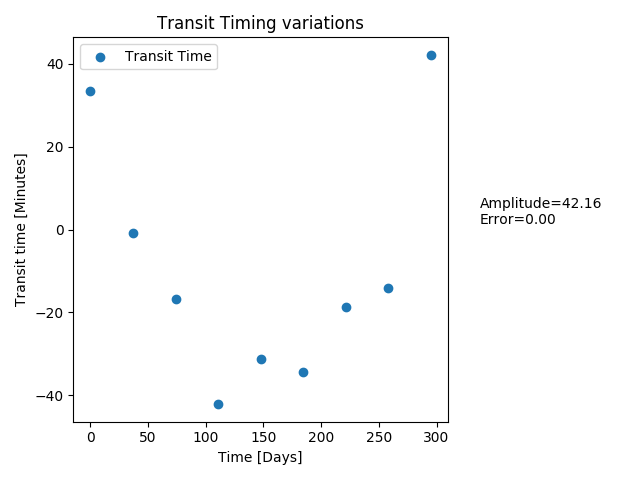 Transit Timing variations
Transit Time
Transit time [Minutes]
40
20
0
−20
−40
0
50
100
150
200
250
300
Time [Days]
Amplitude=42.16
Error=0.00